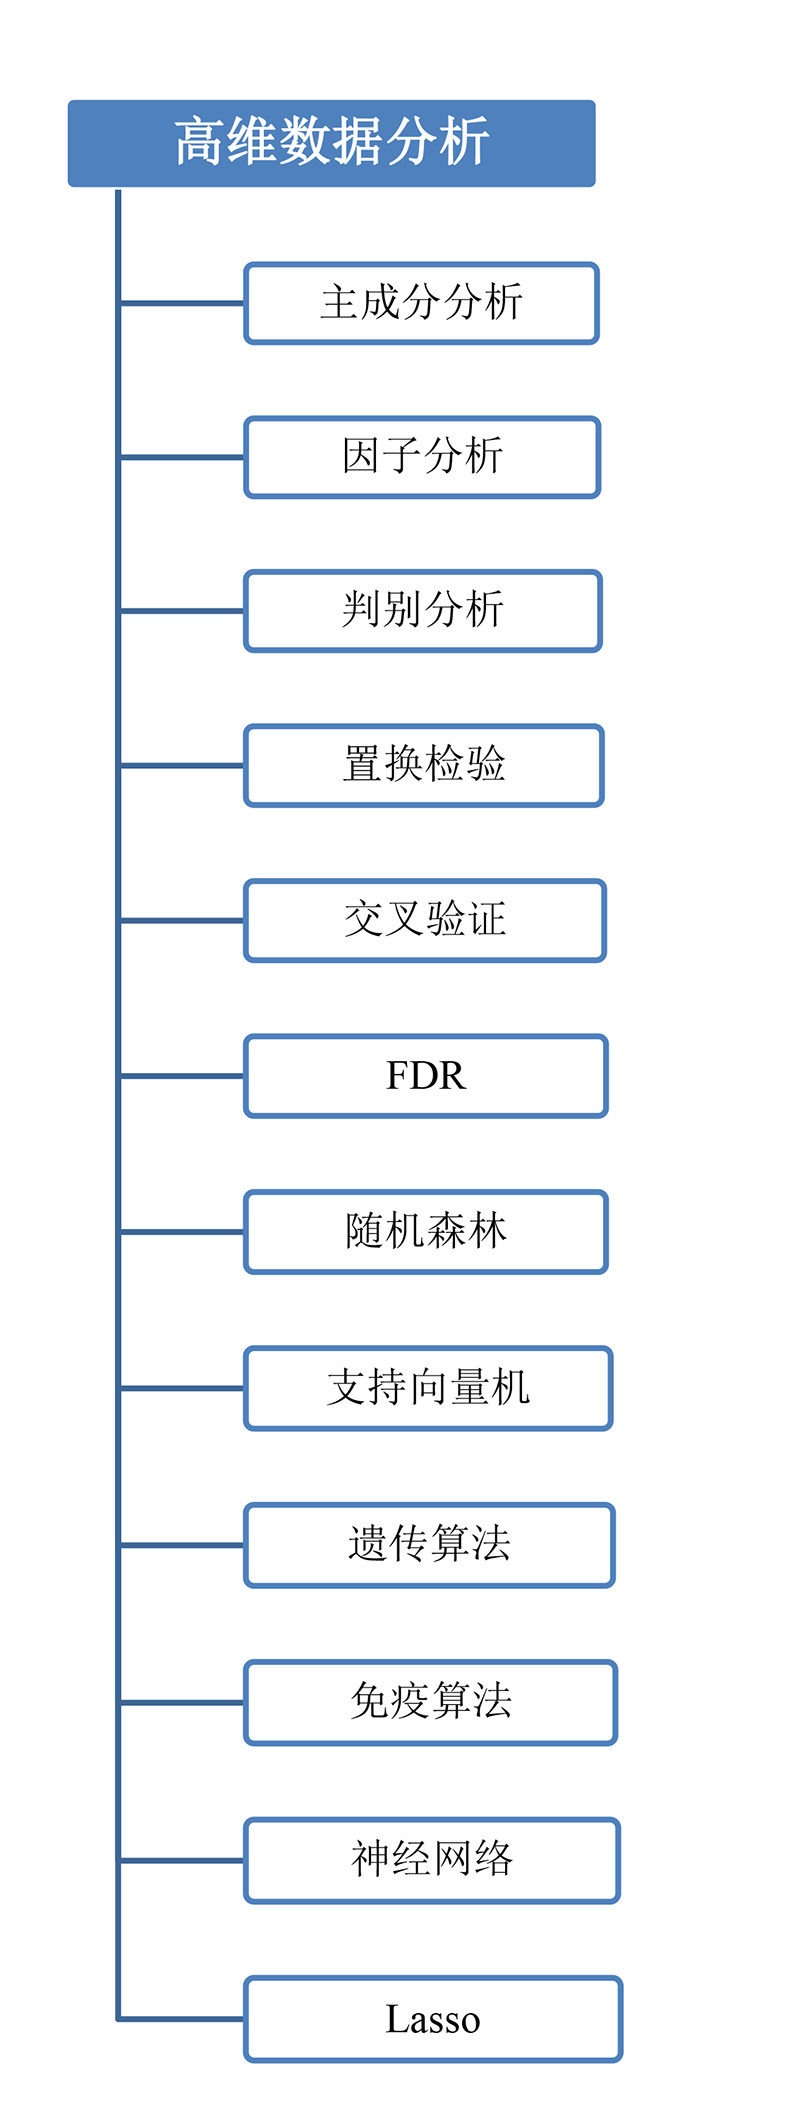 高维数据分析
主成分分析
因子分析
判别分析
置换检验
交叉验证
FDR
随机森林
支持向量机
遗传算法
免疫算法
神经网络
Lasso